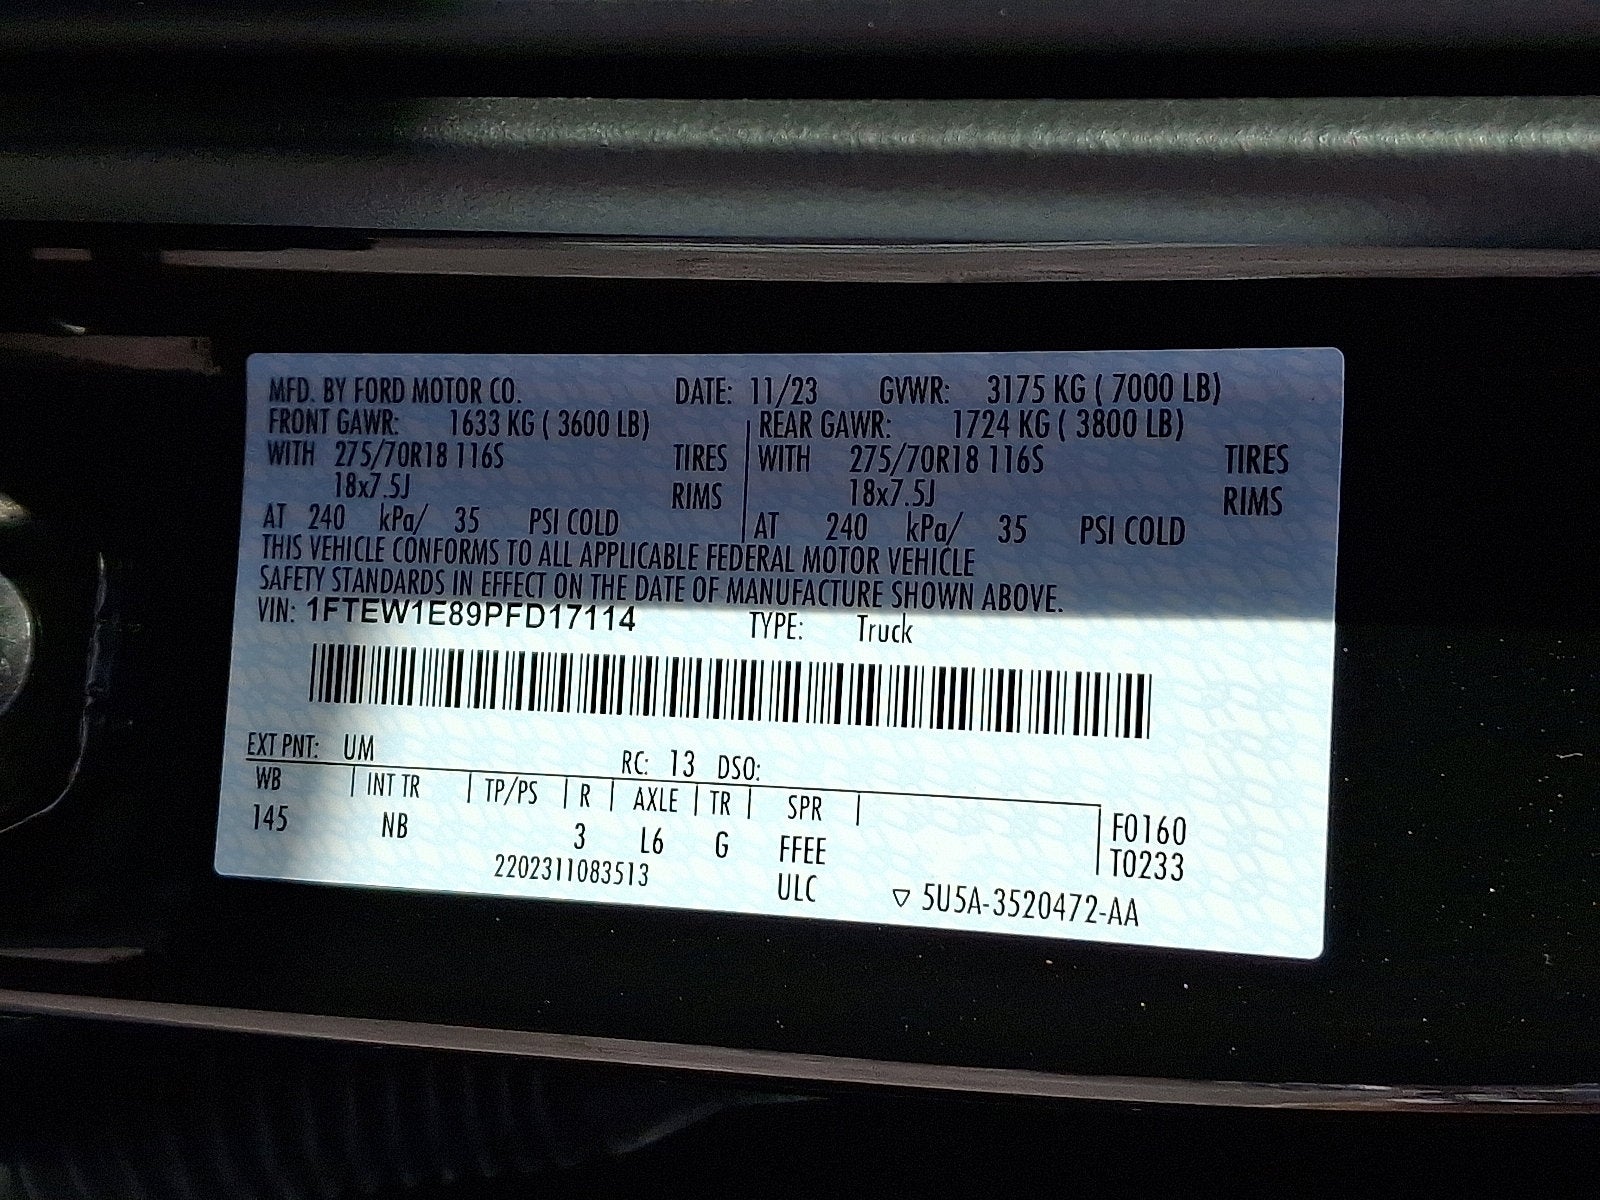 MFD. BY FORD MOTOR CO. DATE: 11/23 GVWR: 3175 KG ( 7000 LB)
FRONT GAWR: 1633 KG ( 3600 LB) REAR GAWR: 1724 KG ( 3800 LB)
WITH 275/70R18 116S TIRES WITH 275/70R18 116S TIRES
18x7.5J RIMS 18x7.5J RIMS
AT 240 kPa/ 35 PSI COLD AT 240 kPa/ 35 PSI COLD
THIS VEHICLE CONFORMS TO ALL APPLICABLE FEDERAL MOTOR VEHICLE
SAFETY STANDARDS IN EFFECT ON THE DATE OF MANUFACTURE SHOWN ABOVE.
VIN: 1FTEW1E89PFD17114 TYPE: Truck
EXT PNT: UM RC: 13 DSO:
WB INT TR TP/PS R AXLE TR SPR
145 NB 3 L6 G FFEE F0160
2202311083513 ULC T0233
▽ 5U5A-3520472-AA